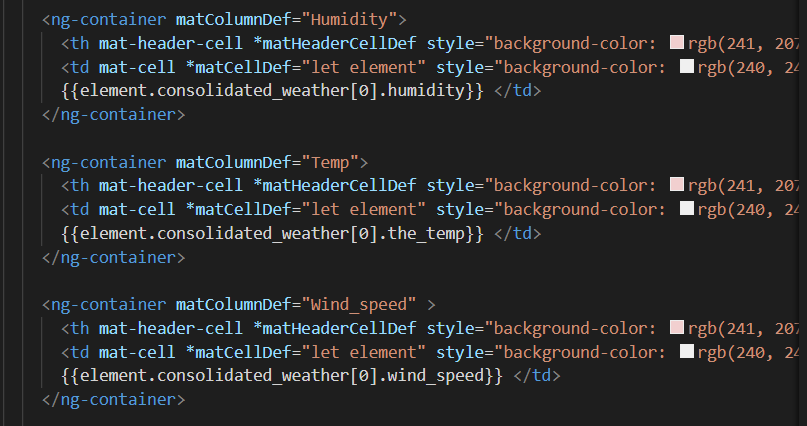 <ng-container matColumnDef="Humidity">
<th mat-header-cell *matHeaderCellDef style="background-color: rgb(241, 207
<td mat-cell *matCellDef="let element" style="background-color: rgb(240, 24
{{element.consolidated_weather[0].humidity}} </td>
</ng-container>
<ng-container matColumnDef="Temp">
<th mat-header-cell *matHeaderCellDef style="background-color: rgb(241, 207
<td mat-cell *matCellDef="let element" style="background-color: rgb(240, 24
{{element.consolidated_weather[0].the_temp}} </td>
</ng-container>
<ng-container matColumnDef="Wind_speed" >
<th mat-header-cell *matHeaderCellDef style="background-color: rgb(241, 207
<td mat-cell *matCellDef="let element" style="background-color: rgb(240, 24
{{element.consolidated_weather[0].wind_speed}} </td>
</ng-container>